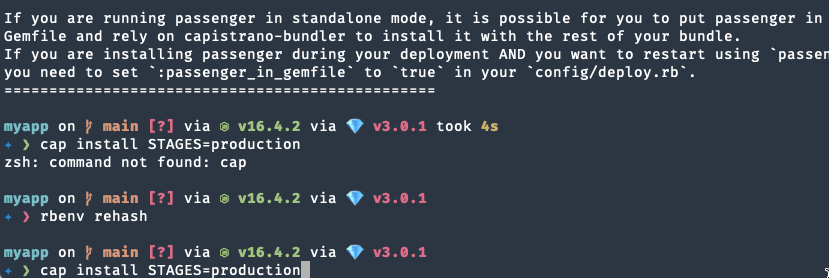 If you are running passenger in standalone mode, it is possible for you to put passenger in
Gemfile and rely on capistrano-bundler to install it with the rest of your bundle.
If you are installing passenger during your deployment AND you want to restart using `passen
you need to set `:passenger_in_gemfile` to `true` in your `config/deploy.rb`.
================================================
myapp on main [?] via v16.4.2 via 💎 v3.0.1 took 4s
✦ ❯ cap install STAGES=production
zsh: command not found: cap
myapp on main [?] via v16.4.2 via 💎 v3.0.1
✦ ❯ rbenv rehash
myapp on main [?] via v16.4.2 via 💎 v3.0.1
✦ ❯ cap install STAGES=production